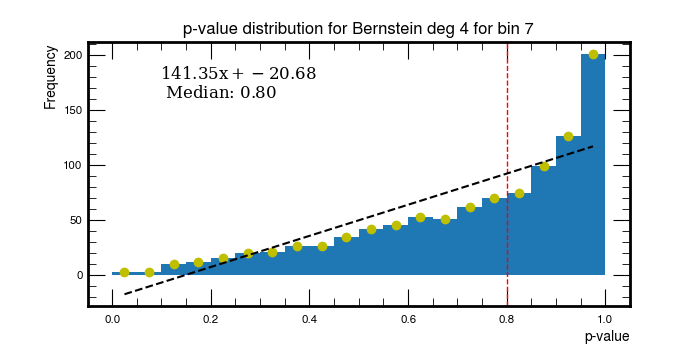 p-value distribution for Bernstein deg 4 for bin 7
Frequency
200
150
100
50
0
141.35x + −20.68
Median: 0.80
0.0 0.2 0.4 0.6 0.8 1.0
p-value